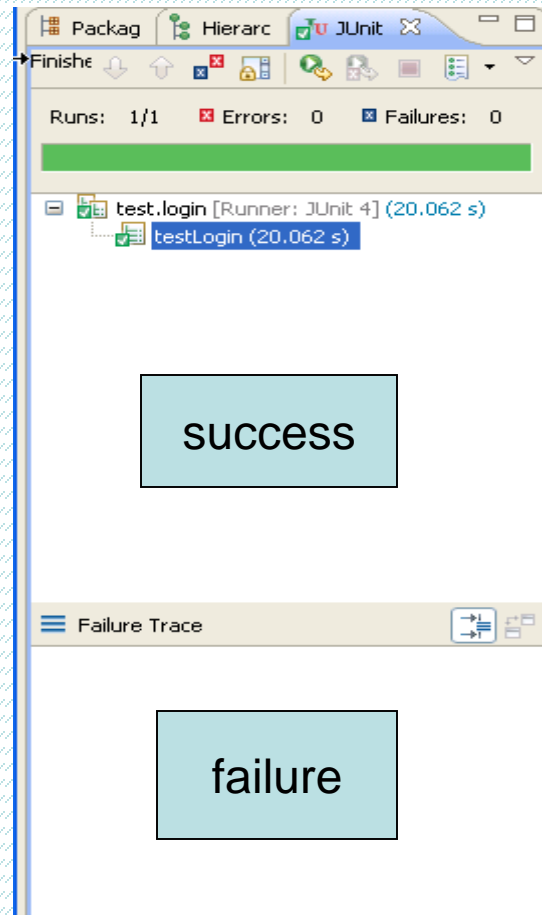 Packag Hierarc JUnit
Finishe
Runs: 1/1 Errors: 0 Failures: 0
test.login [Runner: JUnit 4] (20.062 s)
testLogin (20.062 s)
success
Failure Trace
failure